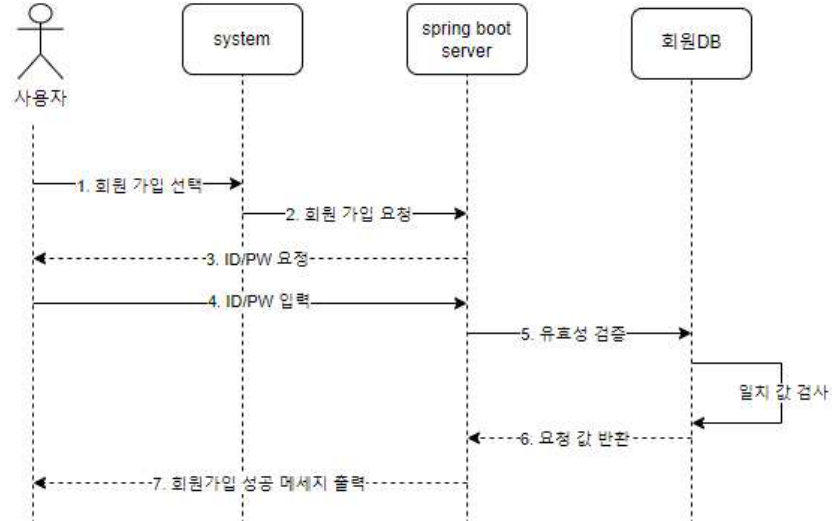 사용자
system
spring boot
server
회원DB
1. 회원 가입 선택
2. 회원 가입 요청
3. ID/PW 요청
4. ID/PW 입력
5. 유효성 검증
일치 값 검사
6. 요청 값 반환
7. 회원가입 성공 메세지 출력